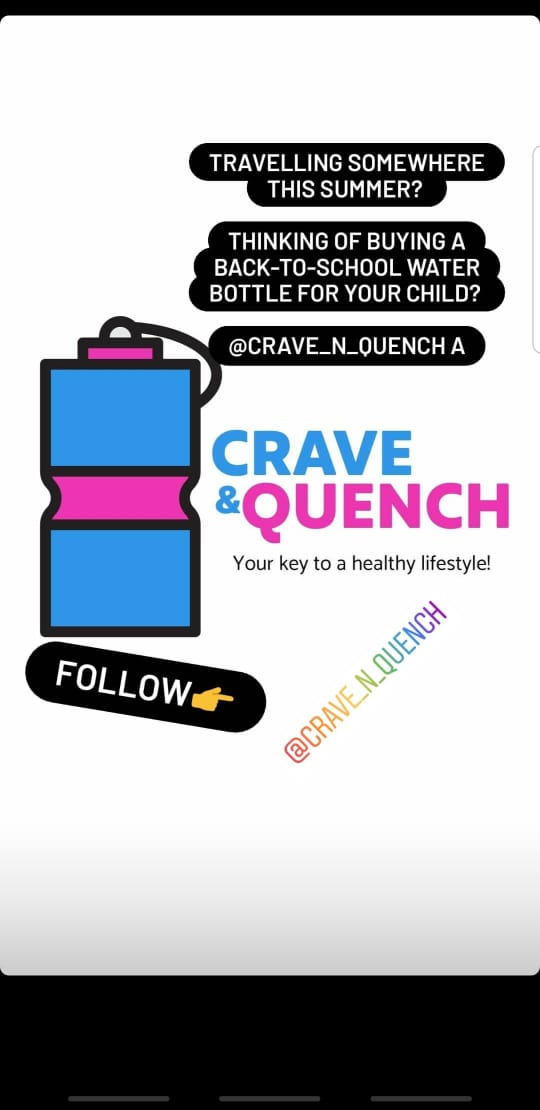 TRAVELLING SOMEWHERE
THIS SUMMER?
THINKING OF BUYING A
BACK-TO-SCHOOL WATER
BOTTLE FOR YOUR CHILD?
@CRAVE_N_QUENCH A
CRAVE
&QUENCH
Your key to a healthy lifestyle!
FOLLOW👉
@CRAVE_N_QUENCH